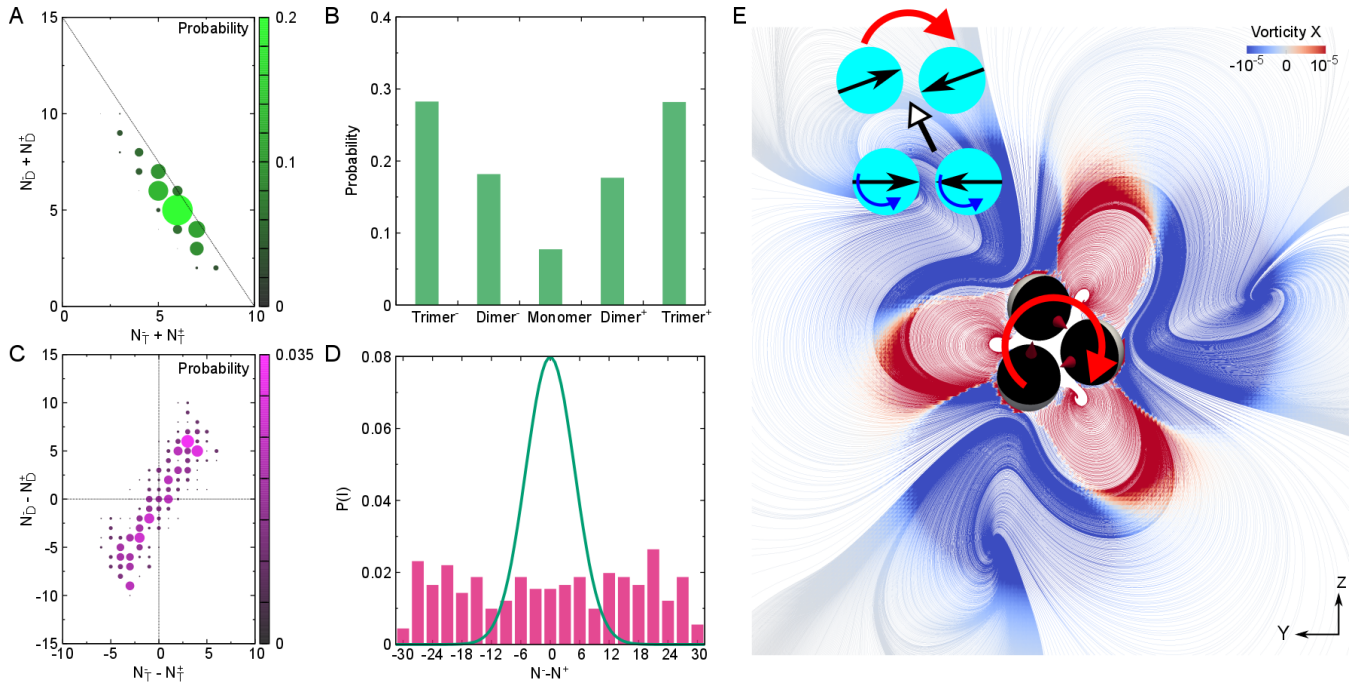 A
15
10
5
0
0
5
10
Probability
0.2
0.1
0
N_D^- + N_D^+
N_T^- + N_T^+
B
0.4
0.3
0.2
0.1
0
Probability
Trimer^- Dimer^- Monomer Dimer^+ Trimer^+
C
15
10
5
0
-5
-10
15
-10 -5 0 5 10
Probability
0.035
0
N_D^- - N_D^+
N_T^- - N_T^+
D
0.08
0.06
0.04
0.02
0
P(I)
-30 -24 -18 -12 -6 0 6 12 18 24 30
N^--N^+
E
Vorticity X
-10^-5 0 10^-5
Z
Y